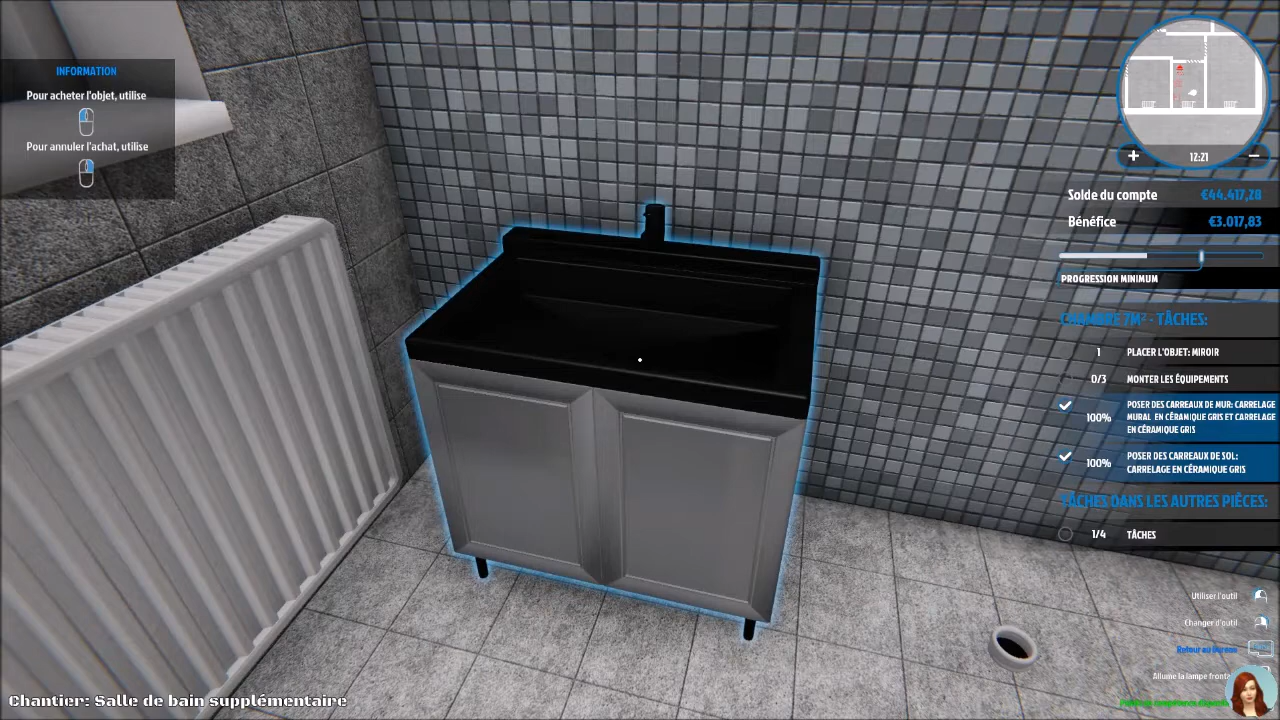 INFORMATION
Pour acheter l'objet, utilise
Pour annuler l'achat, utilise
12:21
Solde du compte €44.417,28
Bénéfice €3.017,83
PROGRESSION MINIMUM
CHAMBRE 7M² - TÂCHES:
1 PLACER L'OBJET: MIROIR
0/3 MONTER LES ÉQUIPEMENTS
100% POSER DES CARREAUX DE MUR: CARRELAGE
MURAL EN CÉRAMIQUE GRIS ET CARRELAGE
EN CÉRAMIQUE GRIS
100% POSER DES CARREAUX DE SOL:
CARRELAGE EN CÉRAMIQUE GRIS
TÂCHES DANS LES AUTRES PIÈCES:
1/4 TÂCHES
Utiliser l'outil
Changer d'outil
Retour au bureau
Allume la lampe
Chantier: Salle de bain supplémentaire